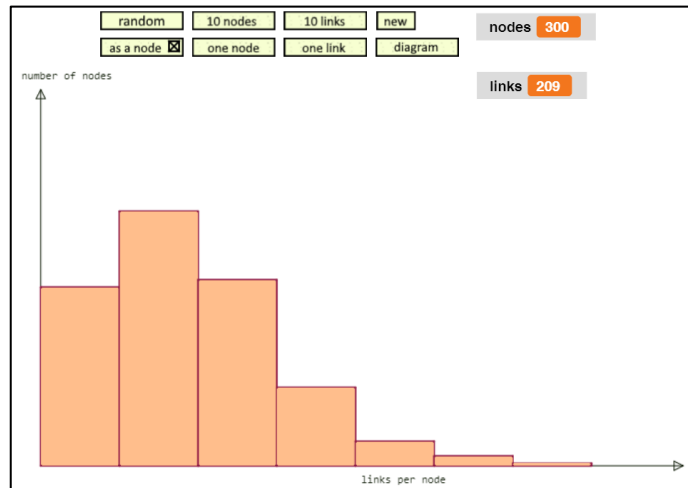 random 10 nodes 10 links new
nodes 300
as a node one node one link diagram
number of nodes
links 209
links per node